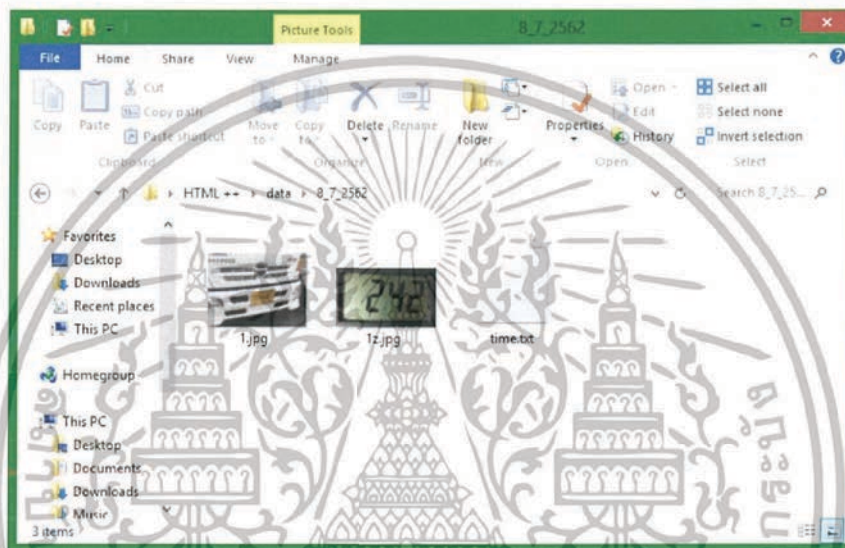 Picture Tools
8_7_2562
File Home Share View Manage
Copy
Paste
Cut
Copy path
Paste shortcut
Clipboard
Move to
Copy to
Delete
Rename
Organize
New folder
New
Properties
Open
Edit
History
Open
Select all
Select none
Invert selection
Select
HTML ++ data 8_7_2562
Search 8_7_25...
Favorites
Desktop
Downloads
Recent places
This PC
Homegroup
This PC
Desktop
Documents
Downloads
Music
242
1.jpg
1z.jpg
time.txt
3 items